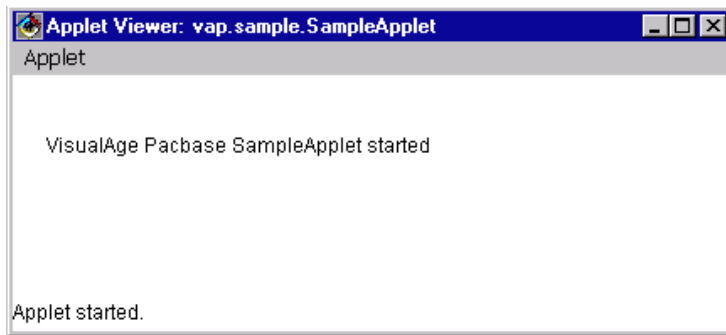 Applet Viewer: vap.sample.SampleApplet
Applet
VisualAge Pacbase SampleApplet started
Applet started.